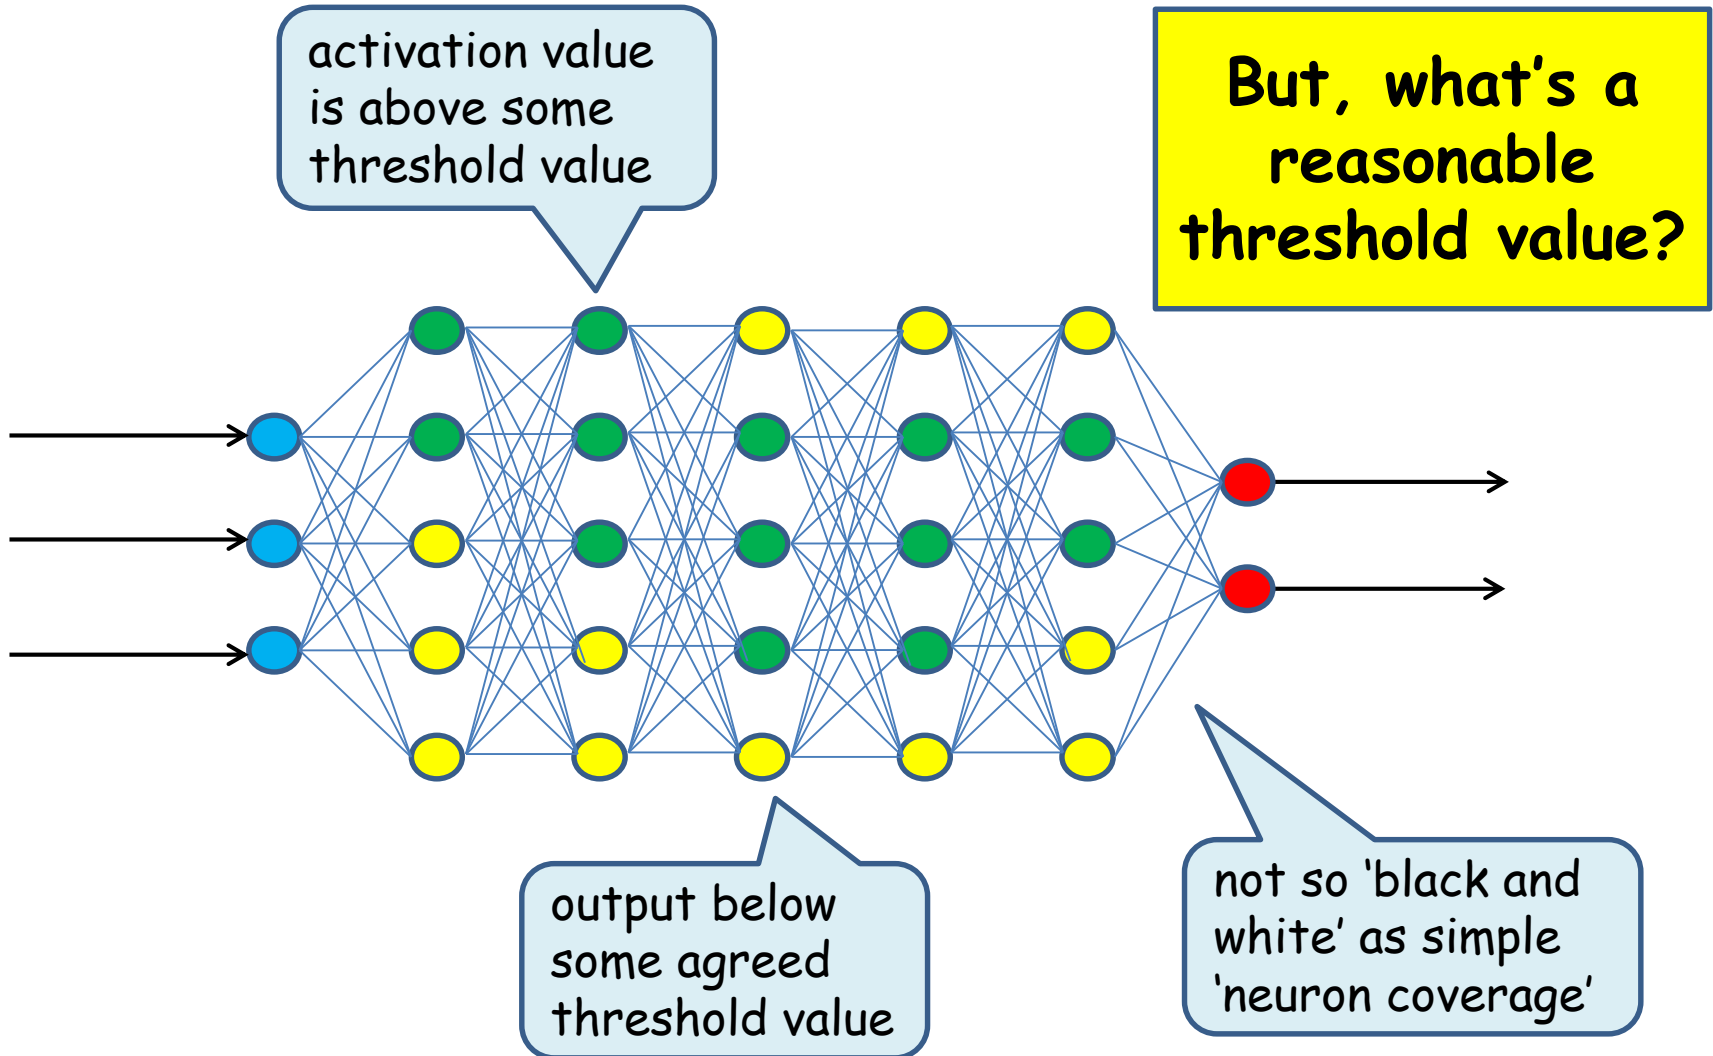 activation value
is above some
threshold value
But, what's a
reasonable
threshold value?
output below
some agreed
threshold value
not so ‘black and
white’ as simple
‘neuron coverage’